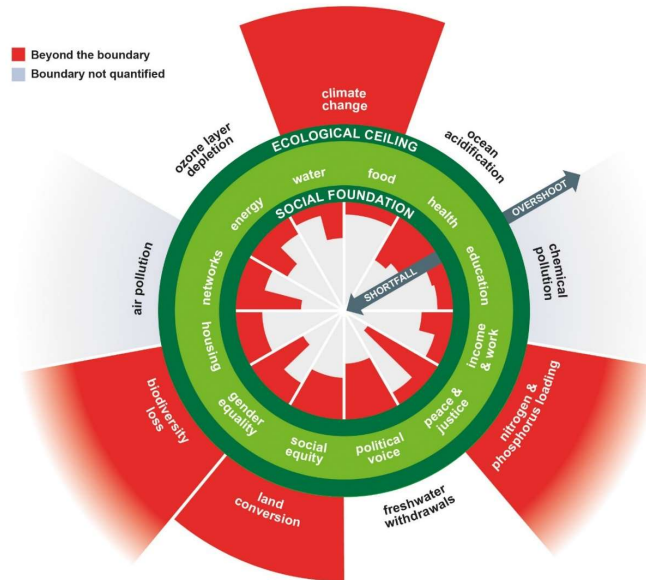 Beyond the boundary
Boundary not quantified
climate
change
ozone layer
depletion
ocean
acidification
ECOLOGICAL CEILING
OVERSHOOT
water
food
energy
health
SOCIAL FOUNDATION
SHORTFALL
air pollution
networks
education
chemical
pollution
housing
income
& work
biodiversity
loss
gender
equality
peace &
justice
nitrogen &
phosphorus loading
social
equity
political
voice
land
conversion
freshwater
withdrawals